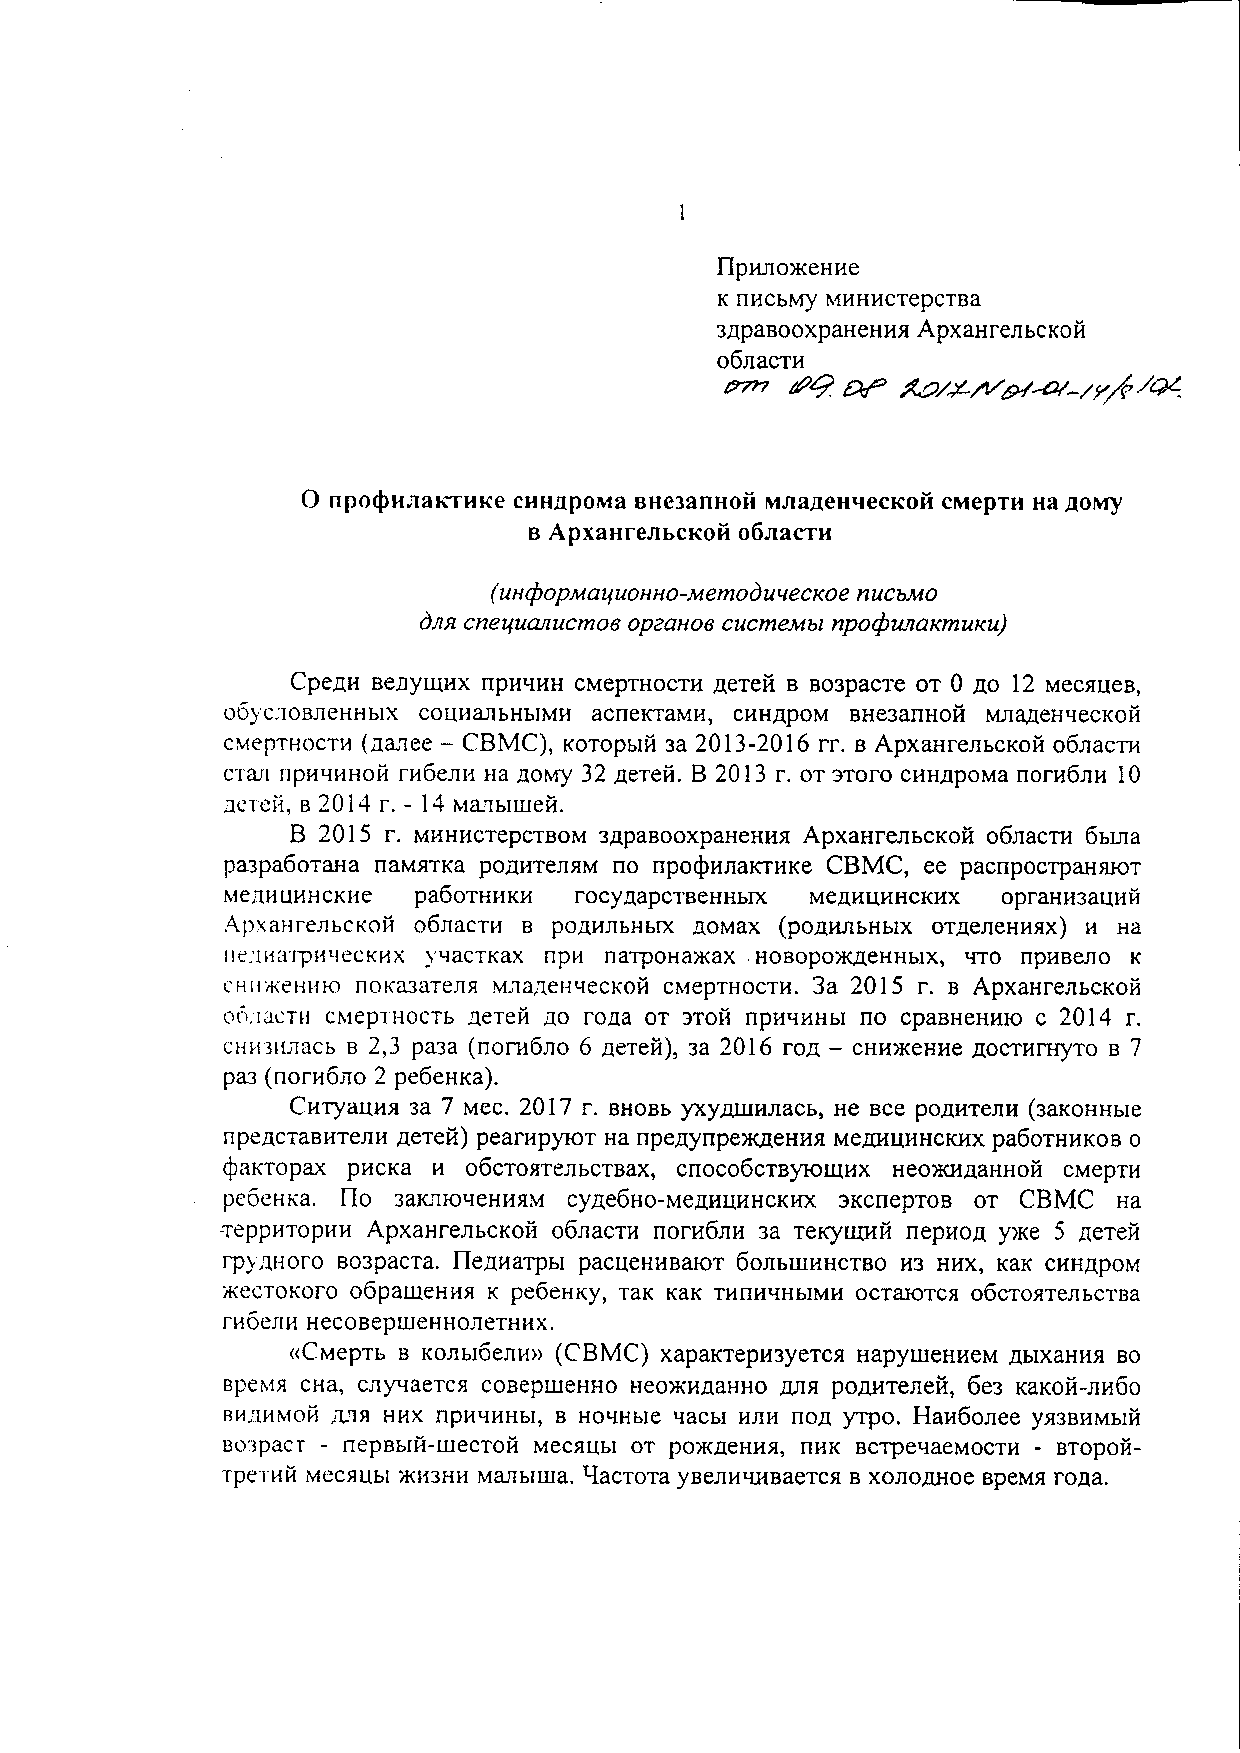 1
Приложение
к письму министерства
здравоохранения Архангельской
области
от 09.08 2017
О профилактике синдрома внезапной младенческой смерти на дому
в Архангельской области
(информационно-методическое письмо
для специалистов органов системы профилактики)
Среди ведущих причин смертности детей в возрасте от 0 до 12 месяцев,
обусловленных социальными аспектами, синдром внезапной младенческой
смертности (далее – СВМС), который за 2013-2016 гг. в Архангельской области
стал причиной гибели на дому 32 детей. В 2013 г. от этого синдрома погибли 10
детей, в 2014 г. - 14 малышей.
В 2015 г. министерством здравоохранения Архангельской области была
разработана памятка родителям по профилактике СВМС, ее распространяют
медицинские работники государственных медицинских организаций
Архангельской области в родильных домах (родильных отделениях) и на
педиатрических участках при патронажах новорожденных, что привело к
снижению показателя младенческой смертности. За 2015 г. в Архангельской
области смертность детей до года от этой причины по сравнению с 2014 г.
снизилась в 2,3 раза (погибло 6 детей), за 2016 год – снижение достигнуто в 7
раз (погибло 2 ребенка).
Ситуация за 7 мес. 2017 г. вновь ухудшилась, не все родители (законные
представители детей) реагируют на предупреждения медицинских работников о
факторах риска и обстоятельствах, способствующих неожиданной смерти
ребенка. По заключениям судебно-медицинских экспертов от СВМС на
территории Архангельской области погибли за текущий период уже 5 детей
грудного возраста. Педиатры расценивают большинство из них, как синдром
жестокого обращения к ребенку, так как типичными остаются обстоятельства
гибели несовершеннолетних.
«Смерть в колыбели» (СВМС) характеризуется нарушением дыхания во
время сна, случается совершенно неожиданно для родителей, без какой-либо
видимой для них причины, в ночные часы или под утро. Наиболее уязвимый
возраст - первый-шестой месяцы от рождения, пик встречаемости - второй-
третий месяцы жизни малыша. Частота увеличивается в холодное время года.